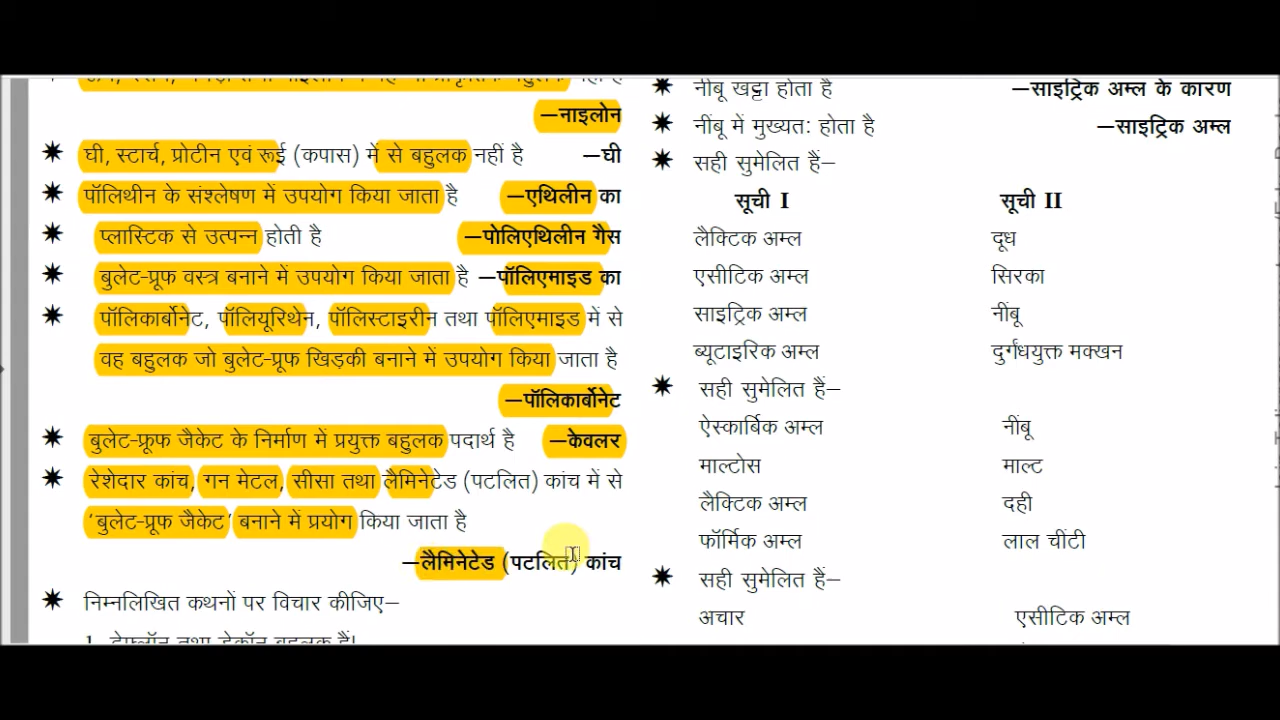 —नाइलोन
✷ घी, स्टार्च, प्रोटीन एवं रूई (कपास) में से बहुलक नहीं है —घी
✷ पॉलिथीन के संश्लेषण में उपयोग किया जाता है —एथिलीन का
✷ प्लास्टिक से उत्पन्न होती है —पोलिएथिलीन गैस
✷ बुलेट-प्रूफ वस्त्र बनाने में उपयोग किया जाता है —पॉलिएमाइड का
✷ पॉलिकार्बोनेट, पॉलियूरिथेन, पॉलिस्टाइरीन तथा पॉलिएमाइड में से
वह बहुलक जो बुलेट-प्रूफ खिड़की बनाने में उपयोग किया जाता है
—पॉलिकार्बोनेट
✷ बुलेट-फ्रूफ जैकेट के निर्माण में प्रयुक्त बहुलक पदार्थ है —केवलर
✷ रेशेदार कांच, गन मेटल, सीसा तथा लैमिनेटेड (पटलित) कांच में से
‘बुलेट-प्रूफ जैकेट’ बनाने में प्रयोग किया जाता है
—लैमिनेटेड (पटलित) कांच
✷ निम्नलिखित कथनों पर विचार कीजिए—
✷ नीबू खट्टा होता है —साइट्रिक अम्ल के कारण
✷ नींबू में मुख्यतः होता है —साइट्रिक अम्ल
✷ सही सुमेलित हैं—
सूची I सूची II
लैक्टिक अम्ल दूध
एसीटिक अम्ल सिरका
साइट्रिक अम्ल नींबू
ब्यूटाइरिक अम्ल दुर्गंधयुक्त मक्खन
✷ सही सुमेलित हैं—
ऐस्कार्बिक अम्ल नींबू
माल्टोस माल्ट
लैक्टिक अम्ल दही
फॉर्मिक अम्ल लाल चींटी
✷ सही सुमेलित हैं—
अचार एसीटिक अम्ल